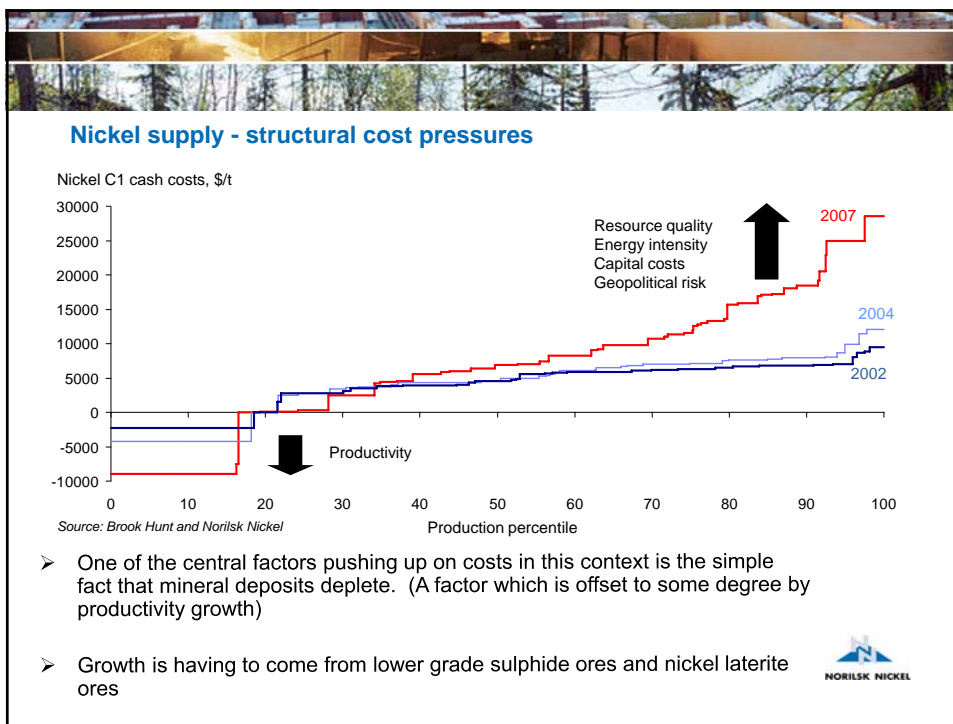 Nickel supply - structural cost pressures
Nickel C1 cash costs, $/t
30000
25000
20000
15000
10000
5000
0
-5000
-10000
Resource quality
Energy intensity
Capital costs
Geopolitical risk
2007
2004
2002
Productivity
0 10 20 30 40 50 60 70 80 90 100
Source: Brook Hunt and Norilsk Nickel
Production percentile
➢ One of the central factors pushing up on costs in this context is the simple
fact that mineral deposits deplete. (A factor which is offset to some degree by
productivity growth)
➢ Growth is having to come from lower grade sulphide ores and nickel laterite
ores
NORILSK NICKEL